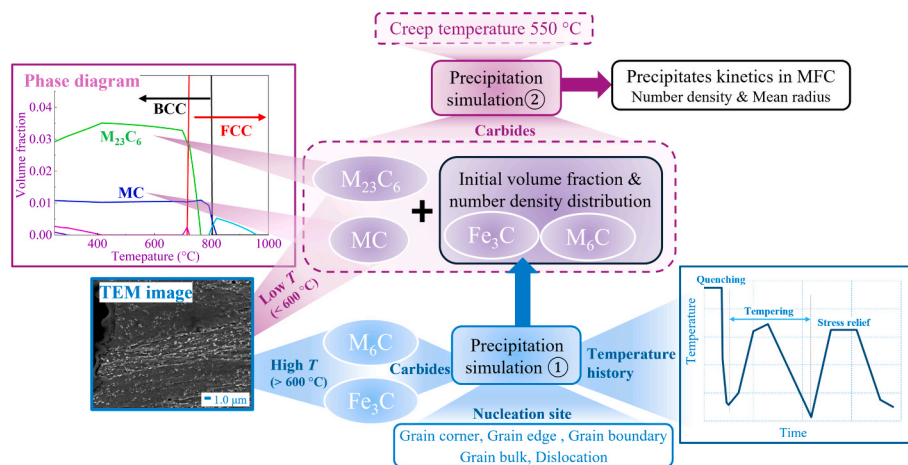 Creep temperature 550 °C
Precipitation
simulation②
Precipitates kinetics in MFC
Number density & Mean radius
Carbides
Phase diagram
0.04
0.03
0.02
0.01
0.00
Volume fraction
BCC
FCC
M₂₃C₆
MC
400
600
800
1000
Temepature (°C)
M₂₃C₆
MC
+
Initial volume fraction &
number density distribution
Fe₃C
M₆C
Low T
(< 600 °C)
TEM image
1.0 μm
High T
(> 600 °C)
M₆C
Fe₃C
Carbides
Precipitation
simulation ①
Temperature
history
Nucleation site
Grain corner, Grain edge , Grain boundary
Grain bulk, Dislocation
Quenching
Tempering
Stress relief
Temperature
Time